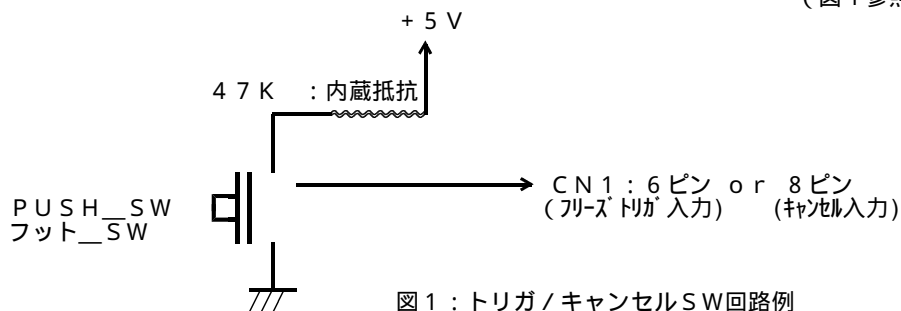 （図１参照
＋５Ｖ
４７Ｋ ：内蔵抵抗
ＣＮ１：６ピン ｏｒ ８ピン
（ﾌﾘｰｽﾞﾄﾘｶﾞ入力） (ｷｬﾝｾﾙ入力)
ＰＵＳＨ＿ＳＷ
フット＿ＳＷ
図１：トリガ／キャンセルＳＷ回路例